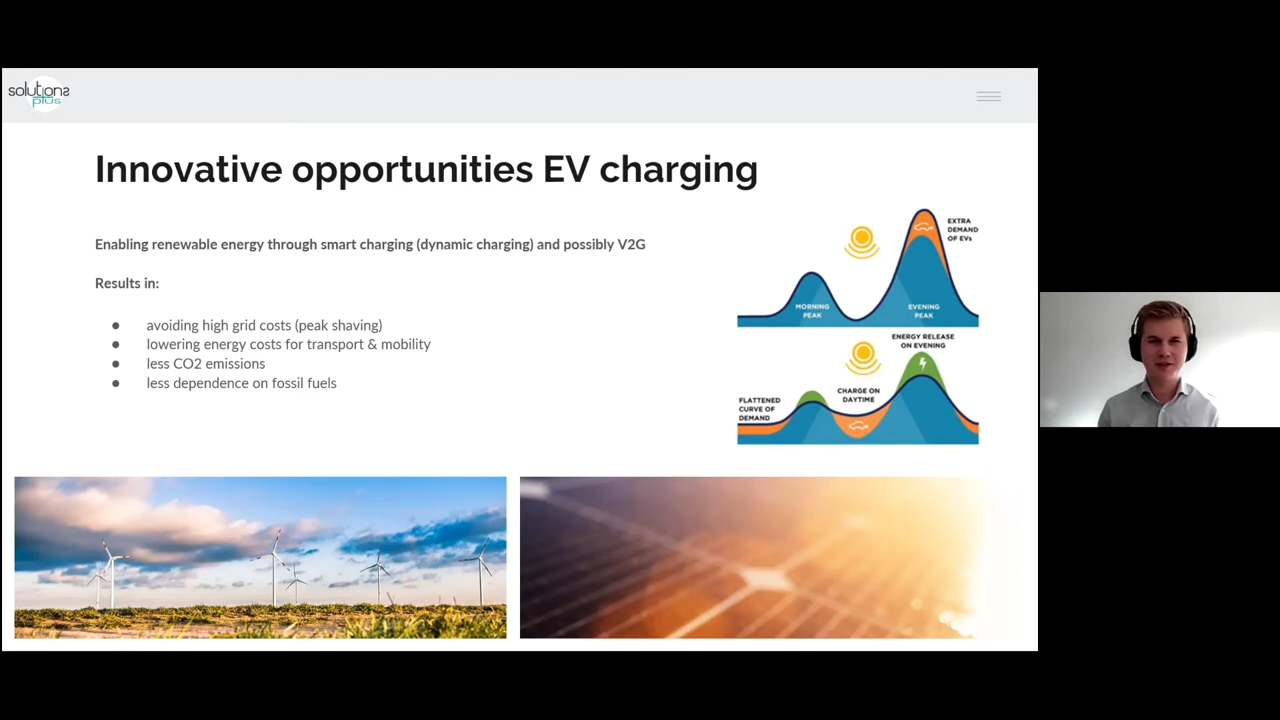 solutions
plus
Innovative opportunities EV charging
Enabling renewable energy through smart charging (dynamic charging) and possibly V2G
Results in:
● avoiding high grid costs (peak shaving)
● lowering energy costs for transport & mobility
● less CO2 emissions
● less dependence on fossil fuels
EXTRA
DEMAND
OF EVs
MORNING
PEAK
EVENING
PEAK
ENERGY RELEASE
ON EVENING
CHARGE ON
DAYTIME
FLATTENED
CURVE OF
DEMAND